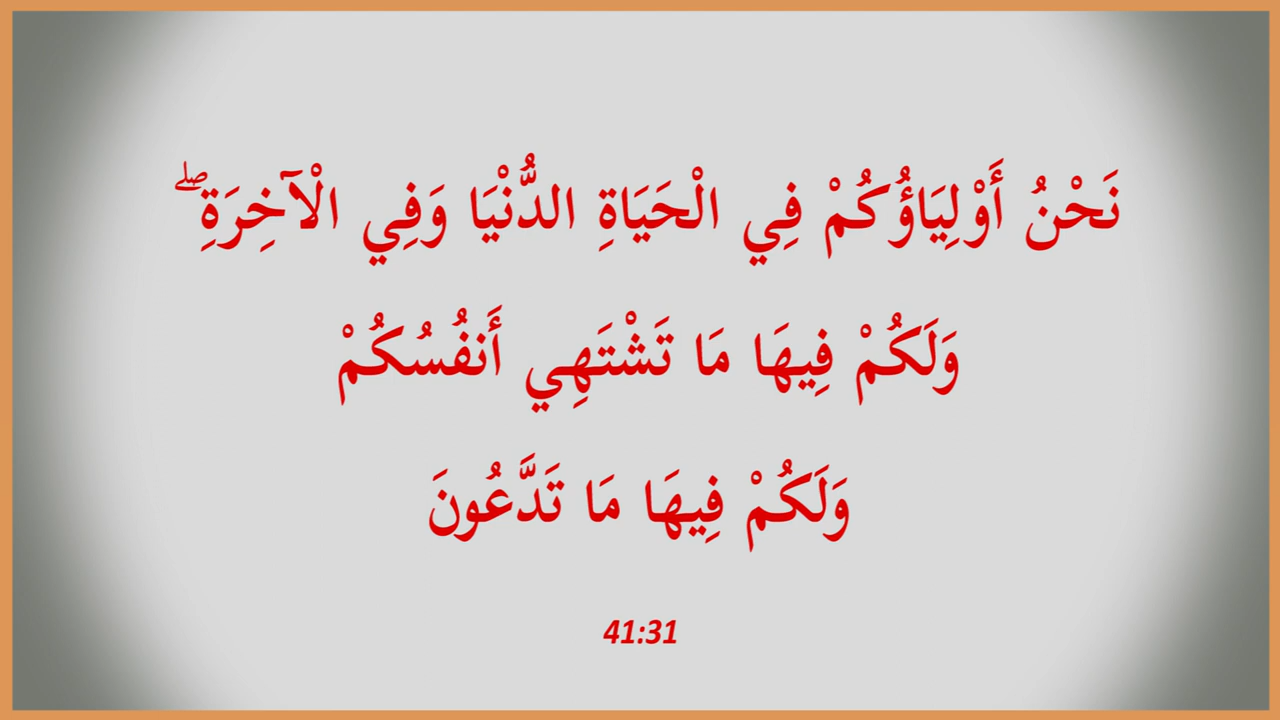 نَحْنُ أَوْلِيَاؤُكُمْ فِي الْحَيَاةِ الدُّنْيَا وَفِي الْآخِرَةِ ۖ
وَلَكُمْ فِيهَا مَا تَشْتَهِي أَنفُسُكُمْ
وَلَكُمْ فِيهَا مَا تَدَّعُونَ
41:31